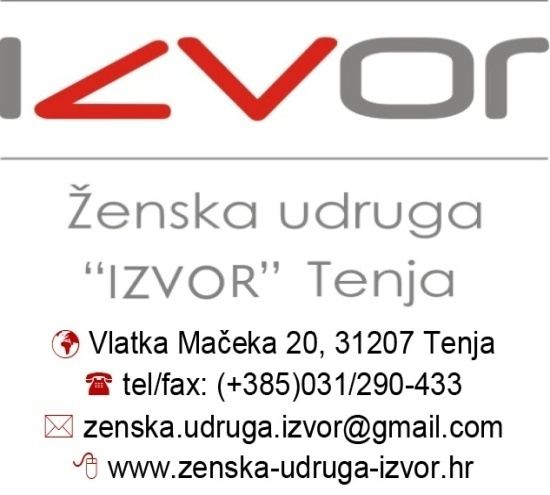 IZVOR
Ženska udruga
“IZVOR” Tenja
Vlatka Mačeka 20, 31207 Tenja
tel/fax: (+385)031/290-433
zenska.udruga.izvor@gmail.com
www.zenska-udruga-izvor.hr